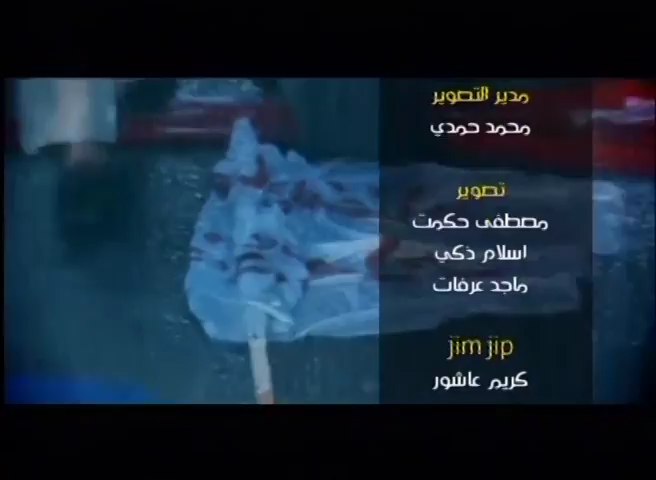 مدير التصوير
محمد حمدي
تصوير
مصطفى حكمت
اسلام ذكي
ماجد عرفات
jim jip
كريم عاشور